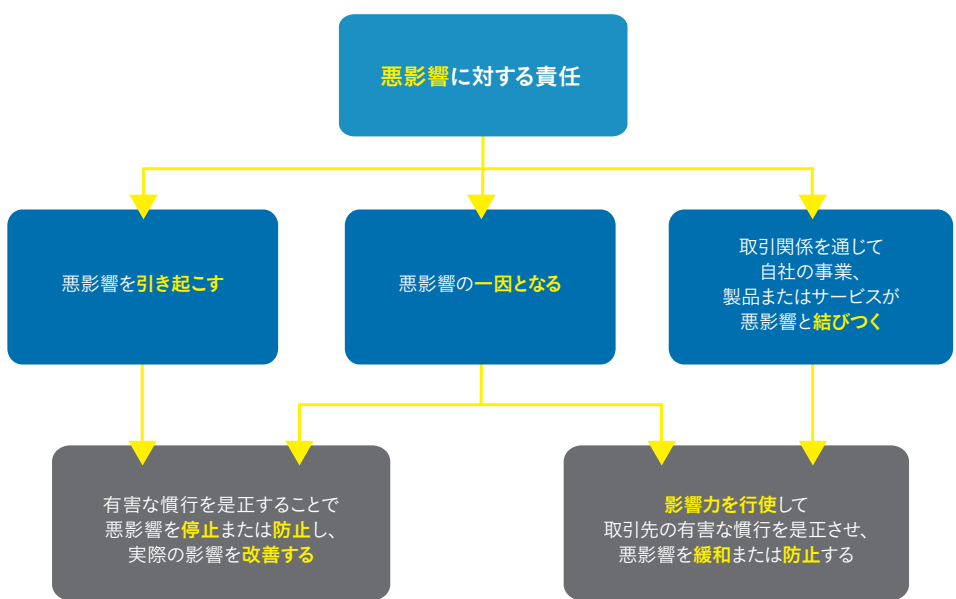 悪影響に対する責任
悪影響を引き起こす
悪影響の一因となる
取引関係を通じて
自社の事業、
製品またはサービスが
悪影響と結びつく
有害な慣行を是正することで
悪影響を停止または防止し、
実際の影響を改善する
影響力を行使して
取引先の有害な慣行を是正させ、
悪影響を緩和または防止する